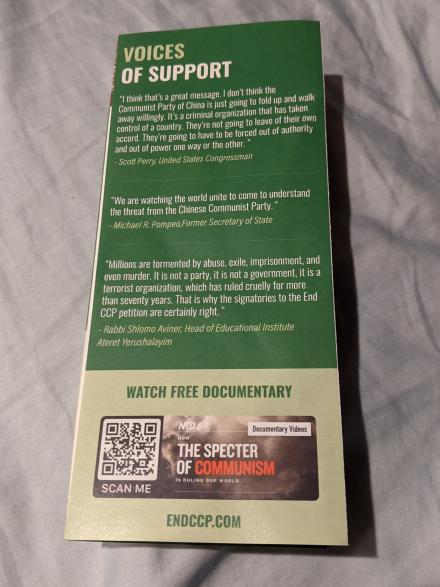 VOICES
OF SUPPORT
"I think that's a great message. I don't think the
Communist Party of China is just going to fold up and walk
away willingly. It's a criminal organization that has taken
control of a country. They're not going to leave of their own
accord. They're going to have to be forced out of authority
and out of power one way or the other. "
- Scott Perry, United States Congressman
"We are watching the world unite to come to understand
the threat from the Chinese Communist Party. "
- Michael R. Pompeo,Former Secretary of State
"Millions are tormented by abuse, exile, imprisonment, and
even murder. It is not a party, it is not a government, it is a
terrorist organization, which has ruled cruelly for more
than seventy years. That is why the signatories to the End
CCP petition are certainly right. "
- Rabbi Shlomo Aviner, Head of Educational Institute
Ateret Yerushalayim
WATCH FREE DOCUMENTARY
NTD
Documentary Videos
HOW
THE SPECTER
OF COMMUNISM
IS RULING OUR WORLD
SCAN ME
ENDCCP.COM